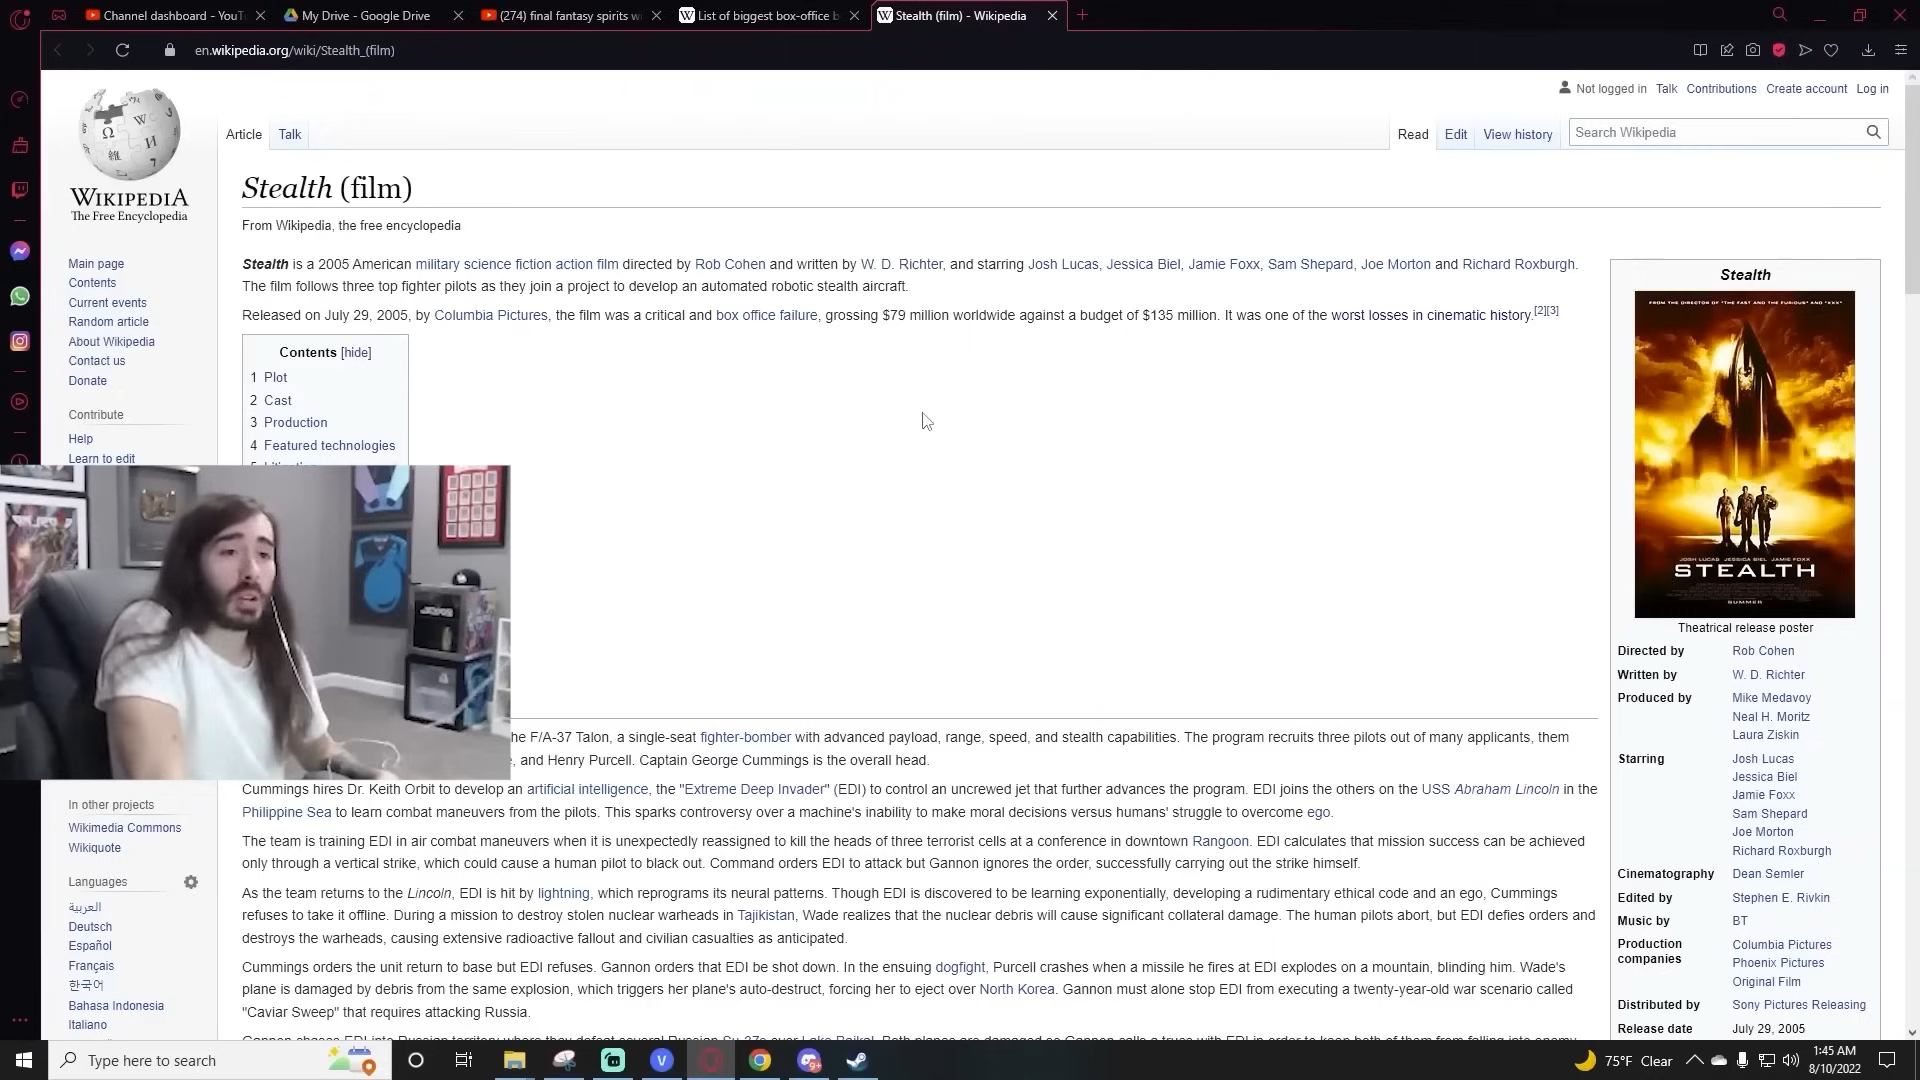 Channel dashboard - YouT
My Drive - Google Drive
(274) final fantasy spirits w
List of biggest box-office b
Stealth (film) - Wikipedia
en.wikipedia.org/wiki/Stealth_(film)
Not logged in Talk Contributions Create account Log in
WIKIPEDIA
The Free Encyclopedia
Article Talk
Read Edit View history Search Wikipedia
Stealth (film)
From Wikipedia, the free encyclopedia
Main page
Contents
Current events
Random article
About Wikipedia
Contact us
Donate
Contribute
Help
Learn to edit
Stealth is a 2005 American military science fiction action film directed by Rob Cohen and written by W. D. Richter, and starring Josh Lucas, Jessica Biel, Jamie Foxx, Sam Shepard, Joe Morton and Richard Roxburgh.
The film follows three top fighter pilots as they join a project to develop an automated robotic stealth aircraft.
Released on July 29, 2005, by Columbia Pictures, the film was a critical and box office failure, grossing $79 million worldwide against a budget of $135 million. It was one of the worst losses in cinematic history.[2][3]
Contents [hide]
1 Plot
2 Cast
3 Production
4 Featured technologies
he F/A-37 Talon, a single-seat fighter-bomber with advanced payload, range, speed, and stealth capabilities. The program recruits three pilots out of many applicants, them
, and Henry Purcell. Captain George Cummings is the overall head.
Cummings hires Dr. Keith Orbit to develop an artificial intelligence, the "Extreme Deep Invader" (EDI) to control an uncrewed jet that further advances the program. EDI joins the others on the USS Abraham Lincoln in the
Philippine Sea to learn combat maneuvers from the pilots. This sparks controversy over a machine's inability to make moral decisions versus humans' struggle to overcome ego.
The team is training EDI in air combat maneuvers when it is unexpectedly reassigned to kill the heads of three terrorist cells at a conference in downtown Rangoon. EDI calculates that mission success can be achieved
only through a vertical strike, which could cause a human pilot to black out. Command orders EDI to attack but Gannon ignores the order, successfully carrying out the strike himself.
As the team returns to the Lincoln, EDI is hit by lightning, which reprograms its neural patterns. Though EDI is discovered to be learning exponentially, developing a rudimentary ethical code and an ego, Cummings
refuses to take it offline. During a mission to destroy stolen nuclear warheads in Tajikistan, Wade realizes that the nuclear debris will cause significant collateral damage. The human pilots abort, but EDI defies orders and
destroys the warheads, causing extensive radioactive fallout and civilian casualties as anticipated.
Cummings orders the unit return to base but EDI refuses. Gannon orders that EDI be shot down. In the ensuing dogfight, Purcell crashes when a missile he fires at EDI explodes on a mountain, blinding him. Wade's
plane is damaged by debris from the same explosion, which triggers her plane's auto-destruct, forcing her to eject over North Korea. Gannon must alone stop EDI from executing a twenty-year-old war scenario called
"Caviar Sweep" that requires attacking Russia.
In other projects
Wikimedia Commons
Wikiquote
Languages
العربية
Deutsch
Español
Français
한국어
Bahasa Indonesia
Italiano
Stealth
FROM THE DIRECTOR OF "THE FAST AND THE FURIOUS" AND "XXX"
JOSH LUCAS JESSICA BIEL JAMIE FOXX
STEALTH
SUMMER
Theatrical release poster
Directed by Rob Cohen
Written by W. D. Richter
Produced by Mike Medavoy
Neal H. Moritz
Laura Ziskin
Starring Josh Lucas
Jessica Biel
Jamie Foxx
Sam Shepard
Joe Morton
Richard Roxburgh
Cinematography Dean Semler
Edited by Stephen E. Rivkin
Music by BT
Production Columbia Pictures
companies Phoenix Pictures
Original Film
Distributed by Sony Pictures Releasing
Release date July 29, 2005
Type here to search
75°F Clear
1:45 AM
8/10/2022